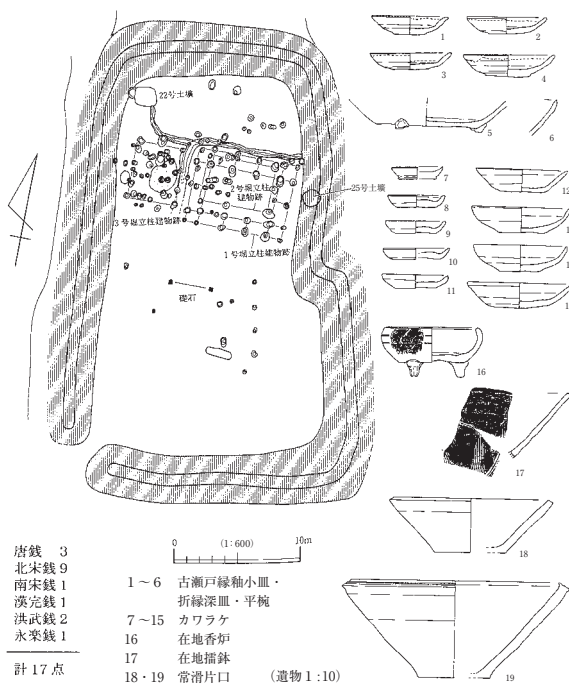 22号土壙
2号掘立柱
建物跡
25号土壙
3号掘立柱建物跡
1号掘立柱建物跡
礎石
1
2
3
4
5
6
7
8
9
10
11
12
1
1
1
16
17
18
19
唐銭 3
北宋銭 9
南宋銭 1
漢完銭 1
洪武銭 2
永楽銭 1
計 17 点
0 (1:600) 10m
1～6 古瀬戸縁釉小皿・
折縁深皿・平椀
7～15 カワラケ
16 在地香炉
17 在地擂鉢
18・19 常滑片口 (遺物 1:10)